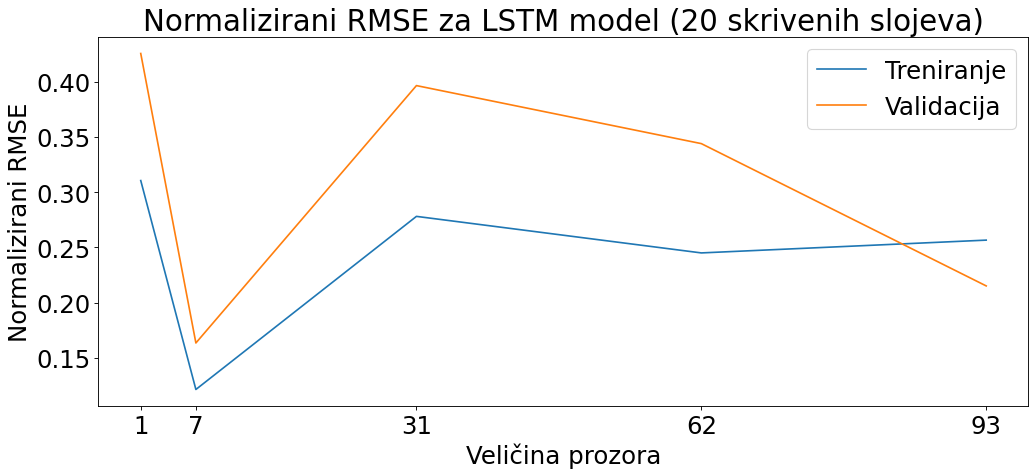 Normalizirani RMSE za LSTM model (20 skrivenih slojeva)
Normalizirani RMSE
0.40
0.35
0.30
0.25
0.20
0.15
Treniranje
Validacija
1 7 31 62 93
Veličina prozora